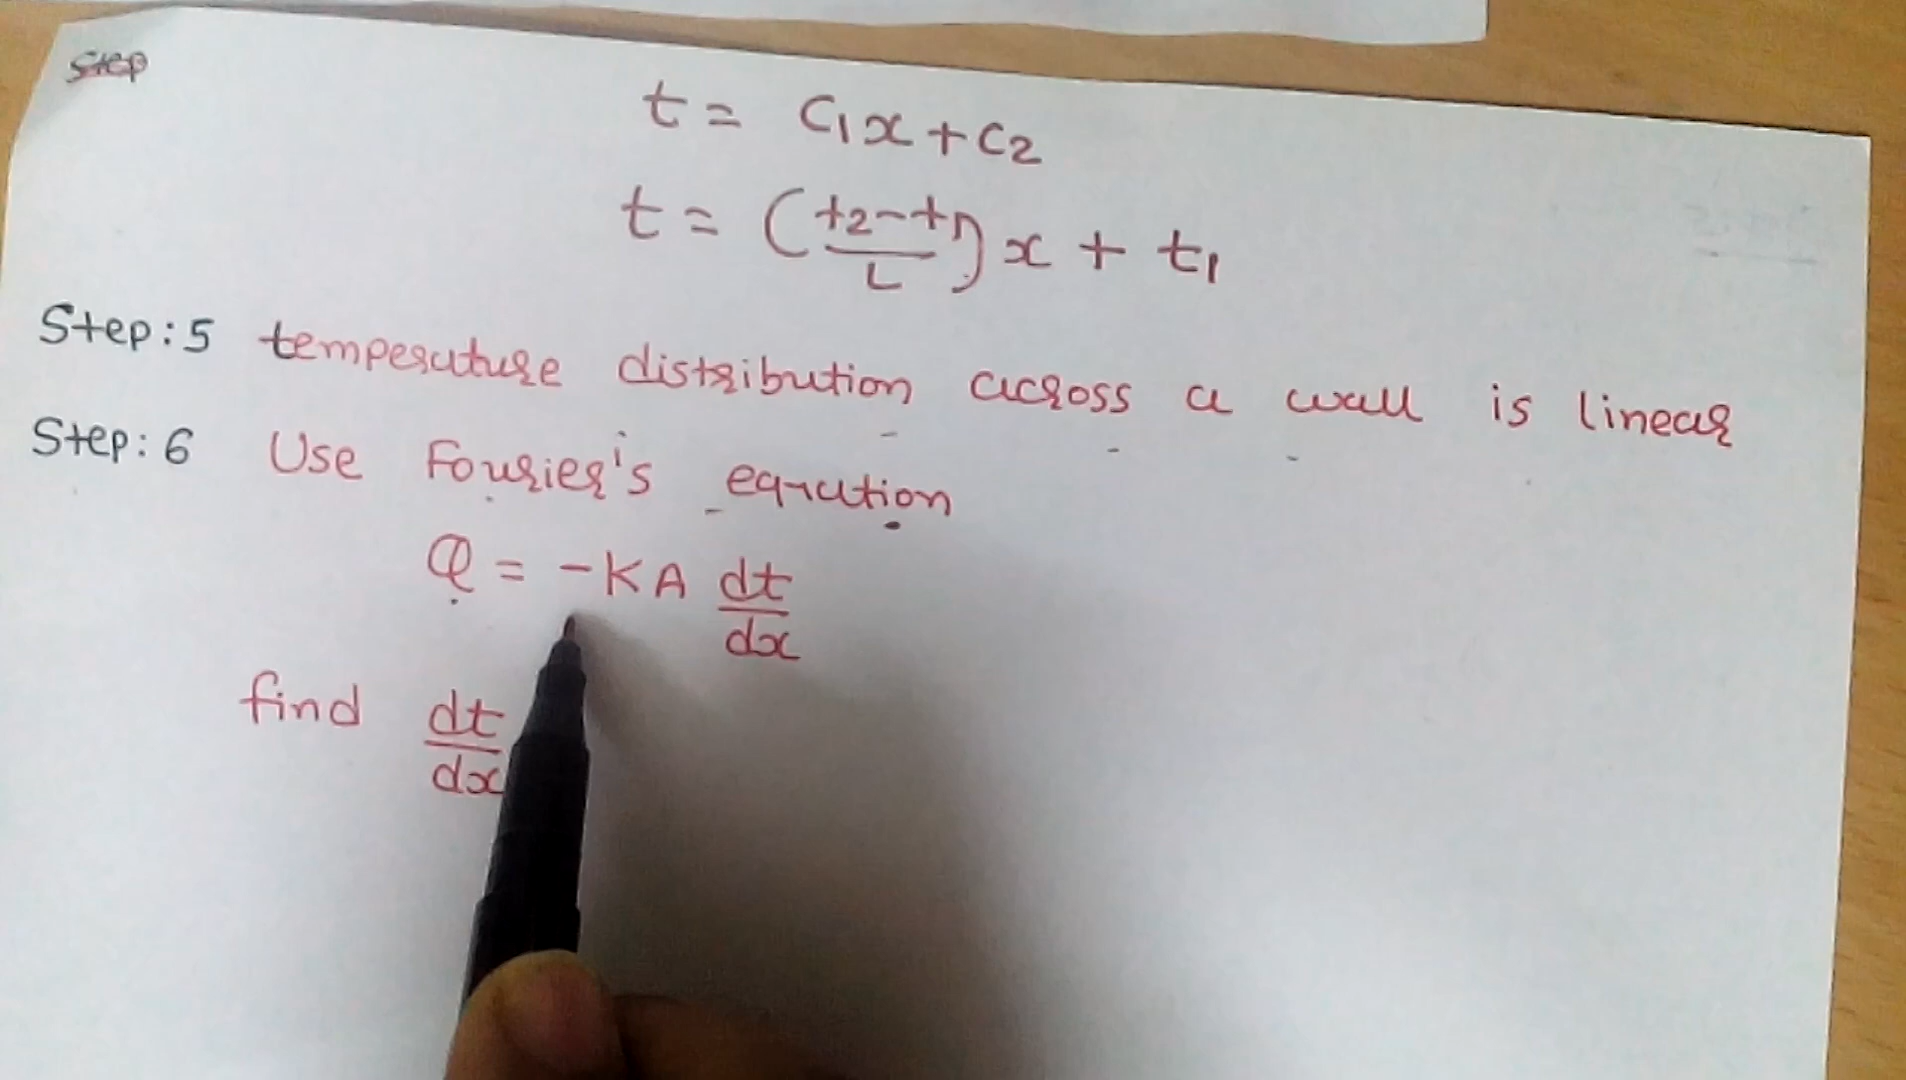 Step
t = C1x + C2
t = (t2-t1/L) x + t1
Step:5 temperature distribution across a wall is linear
Step:6 Use Fourier's equation
Q = -KA dt/dx
find dt/dx